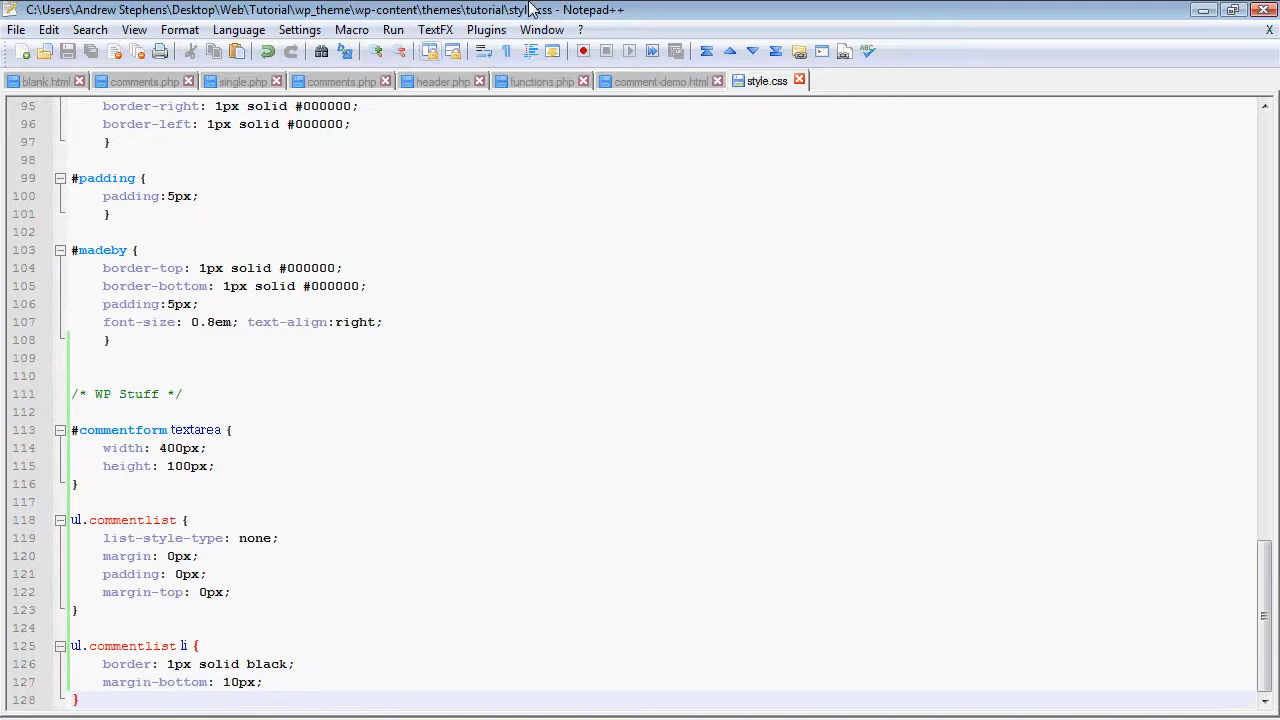 C:\Users\Andrew Stephens\Desktop\Web\Tutorial\wp_theme\wp-content\themes\tutorial\style.css - Notepad++
File Edit Search View Format Language Settings Macro Run TextFX Plugins Window ? X
blank.html comments.php single.php comments.php header.php functions.php comment-demo.html style.css
95 border-right: 1px solid #000000;
96 border-left: 1px solid #000000;
97 }
98
99 #padding {
100 padding:5px;
101 }
102
103 #madeby {
104 border-top: 1px solid #000000;
105 border-bottom: 1px solid #000000;
106 padding:5px;
107 font-size: 0.8em; text-align:right;
108 }
109
110
111 /* WP Stuff */
112
113 #commentform textarea {
114 width: 400px;
115 height: 100px;
116 }
117
118 ul.commentlist {
119 list-style-type: none;
120 margin: 0px;
121 padding: 0px;
122 margin-top: 0px;
123 }
124
125 ul.commentlist li {
126 border: 1px solid black;
127 margin-bottom: 10px;
128 }